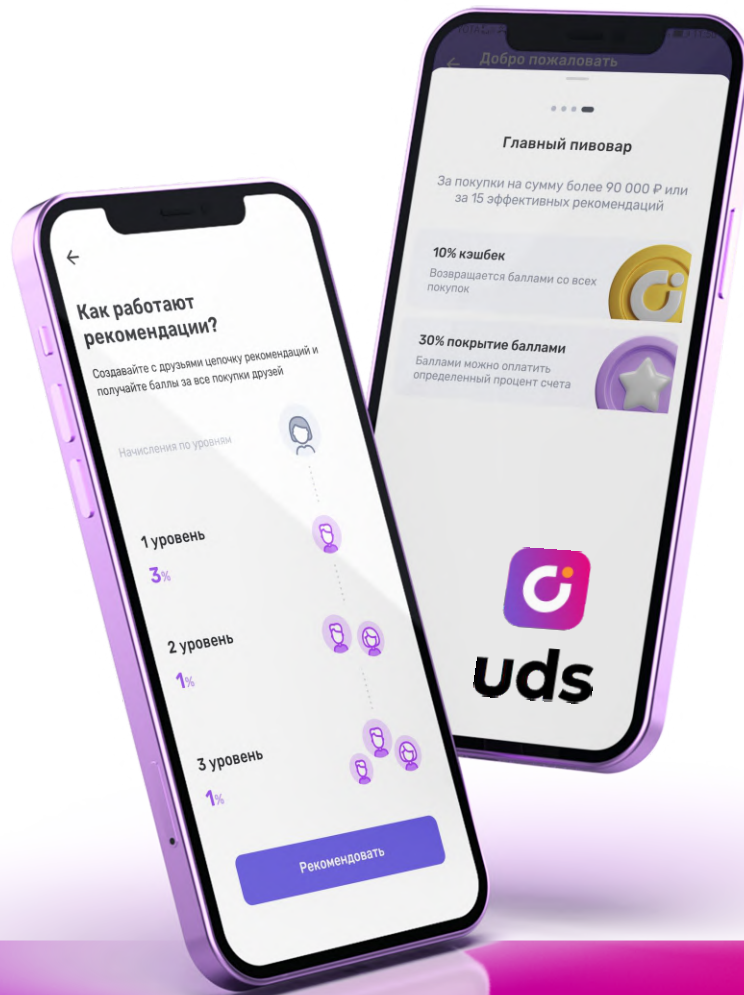 Как работают
рекомендации?
Создавайте с друзьями цепочку рекомендаций и
получайте баллы за все покупки друзей
Начисления по уровням
1 уровень
3%
2 уровень
1%
3 уровень
1%
Рекомендовать
Добро пожаловать
Главный пивовар
За покупки на сумму более 90 000 ₽ или
за 15 эффективных рекомендаций
10% кэшбек
Возвращается баллами со всех
покупок
30% покрытие баллами
Баллами можно оплатить
определенный процент счета
uds